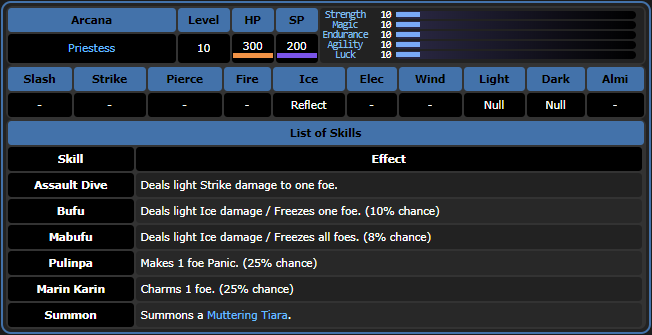 Arcana Level HP SP
Priestess 10 300 200
Strength 10
Magic 10
Endurance 10
Agility 10
Luck 10
Slash Strike Pierce Fire Ice Elec Wind Light Dark Almi
- - - - Reflect - - Null Null -
List of Skills
Skill Effect
Assault Dive Deals light Strike damage to one foe.
Bufu Deals light Ice damage / Freezes one foe. (10% chance)
Mabufu Deals light Ice damage / Freezes all foes. (8% chance)
Pulinpa Makes 1 foe Panic. (25% chance)
Marin Karin Charms 1 foe. (25% chance)
Summon Summons a Muttering Tiara.